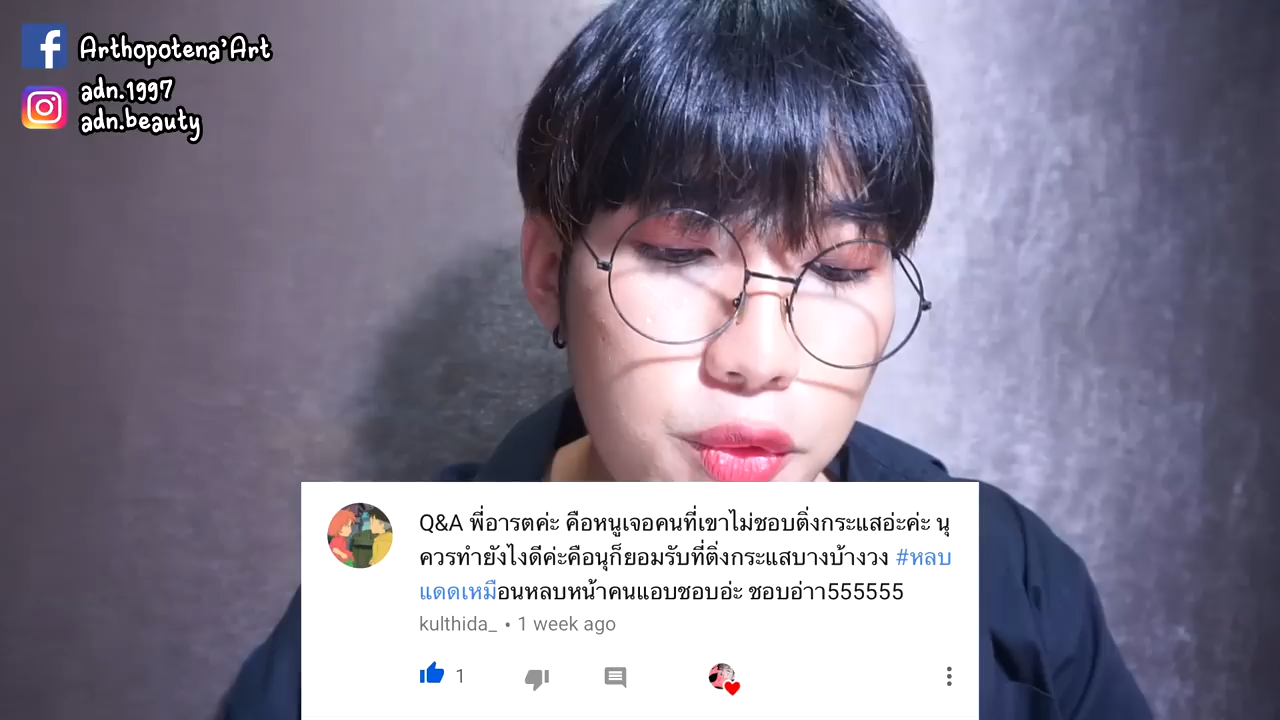 Arthopotena'Art
adn.1997
adn.beauty
Q&A พี่อารตค่ะ คือหนูเจอคนที่เขาไม่ชอบติ่งกระแสอ่ะค่ะ นุ
ควรทำยังไงดีค่ะคือนุก็ยอมรับที่ติ่งกระแสบางบ้างวง #หลบ
แดดเหมือนหลบหน้าคนแอบชอบอ่ะ ชอบอ่าา555555
kulthida_ • 1 week ago
1